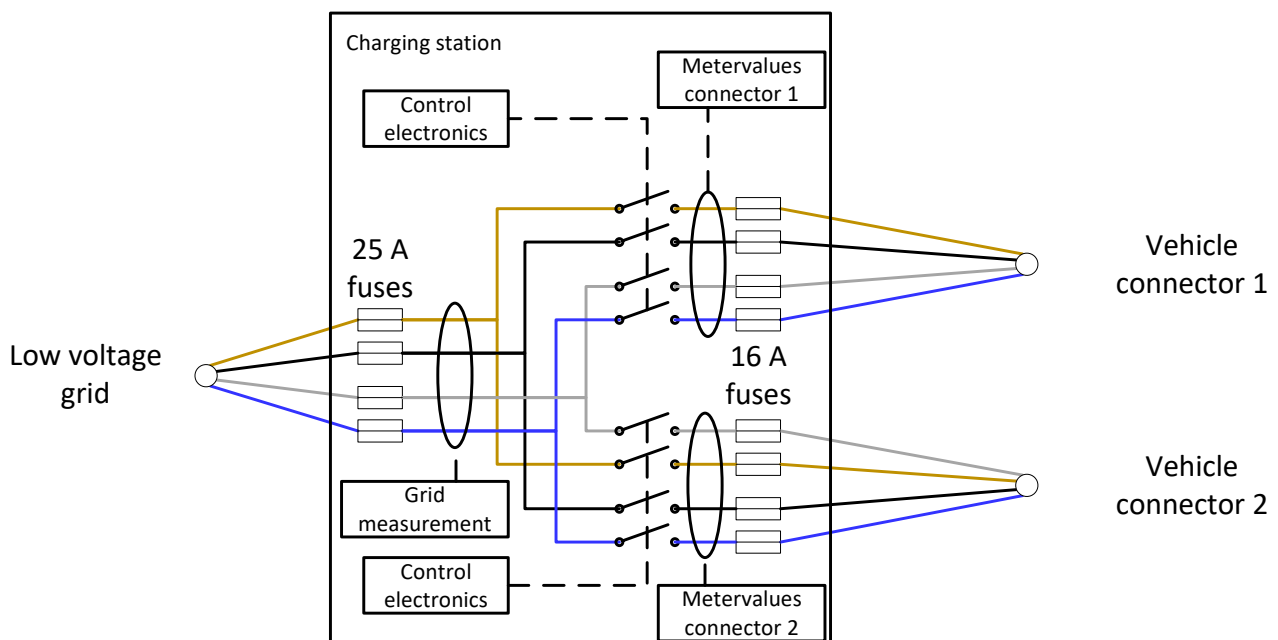 Charging station
Metervalues
connector 1
Control
electronics
25 A
fuses
Vehicle
connector 1
Low voltage
grid
16 A
fuses
Grid
measurement
Vehicle
connector 2
Control
electronics
Metervalues
connector 2